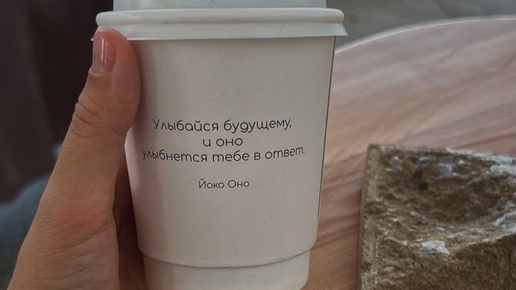 Улыбайся будущему,
и оно
улыбнется тебе в ответ.
Йоко Оно